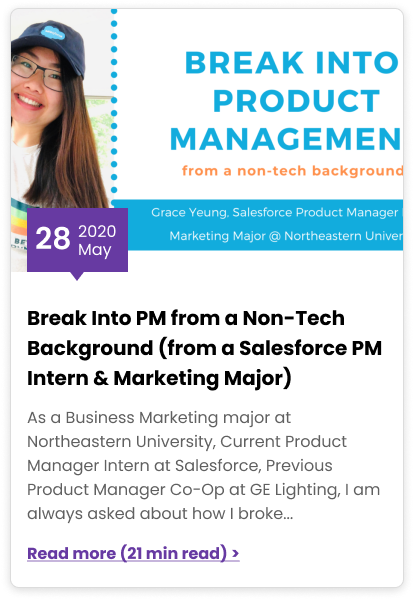 BREAK INTO
PRODUCT
MANAGEMEN
from a non-tech background
Grace Yeung, Salesforce Product Manager
Marketing Major @ Northeastern Univer
28 2020
May
Break Into PM from a Non-Tech
Background (from a Salesforce PM
Intern & Marketing Major)
As a Business Marketing major at
Northeastern University, Current Product
Manager Intern at Salesforce, Previous
Product Manager Co-Op at GE Lighting, I am
always asked about how I broke...
Read more (21 min read) >